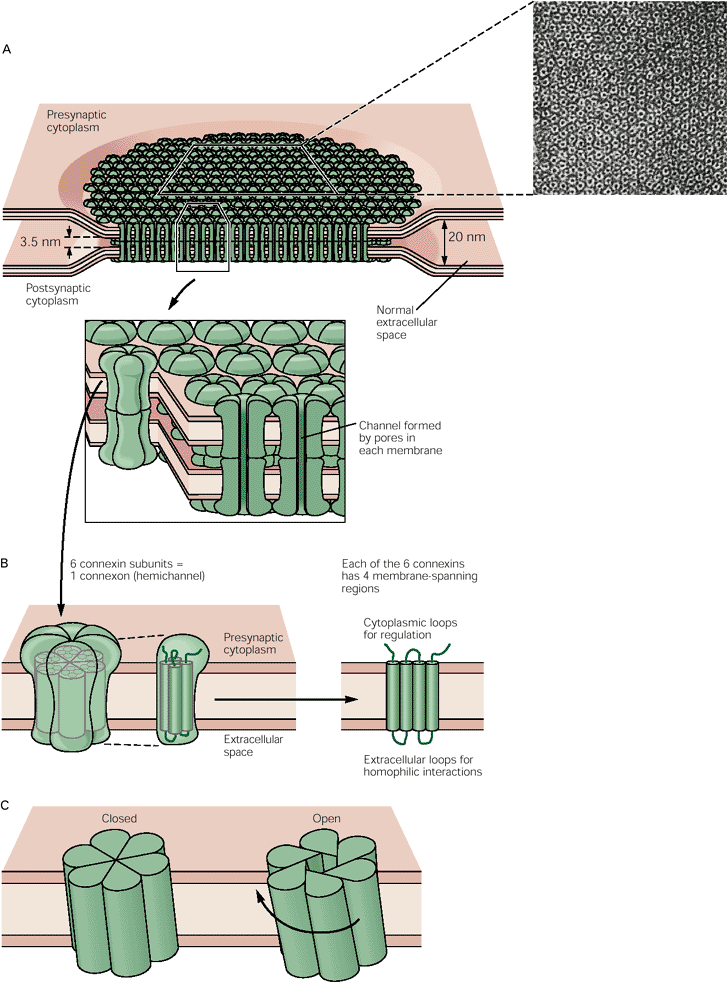 A
Presynaptic
cytoplasm
3.5 nm
20 nm
Postsynaptic
cytoplasm
Normal
extracellular
space
Channel formed
by pores in
each membrane
B
6 connexin subunits =
1 connexon (hemichannel)
Each of the 6 connexins
has 4 membrane-spanning
regions
Presynaptic
cytoplasm
Cytoplasmic loops
for regulation
Extracellular
space
Extracellular loops for
homophilic interactions
C
Closed
Open